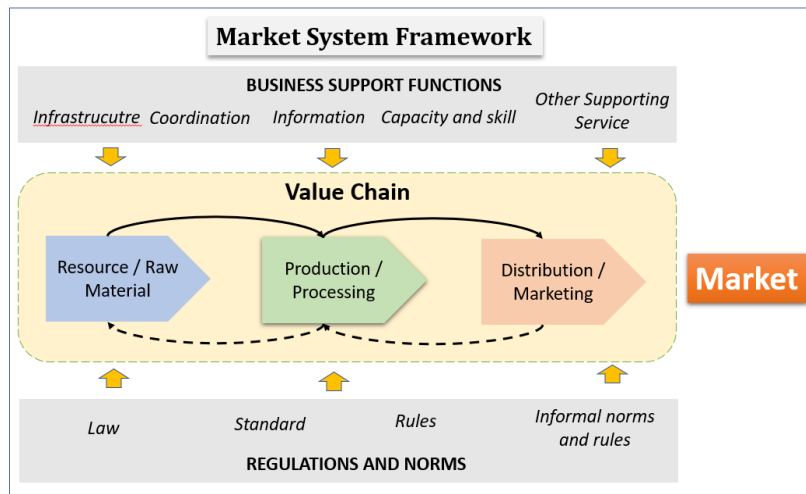 Market System Framework
BUSINESS SUPPORT FUNCTIONS
Infrastrucutre
Coordination
Information
Capacity and skill
Other Supporting
Service
Value Chain
Resource / Raw
Material
Production /
Processing
Distribution /
Marketing
Market
Law
Standard
Rules
Informal norms
and rules
REGULATIONS AND NORMS